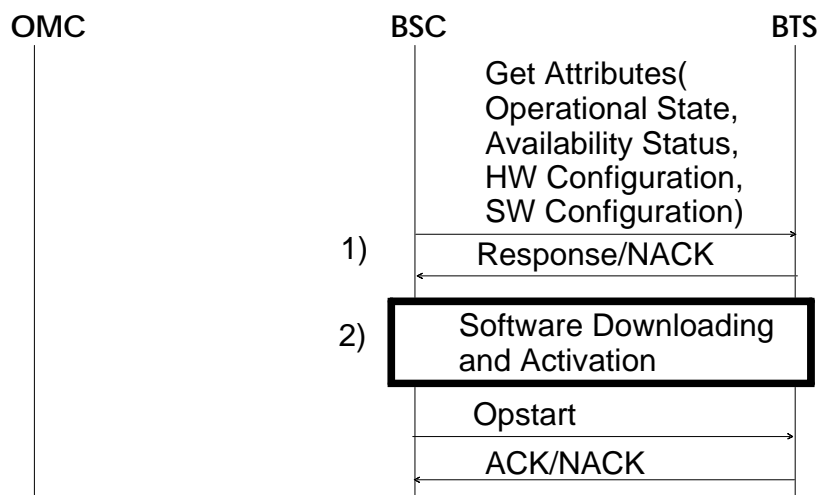 OMC BSC BTS
Get Attributes(
Operational State,
Availability Status,
HW Configuration,
SW Configuration)
1) Response/NACK
2) Software Downloading
and Activation
Opstart
ACK/NACK